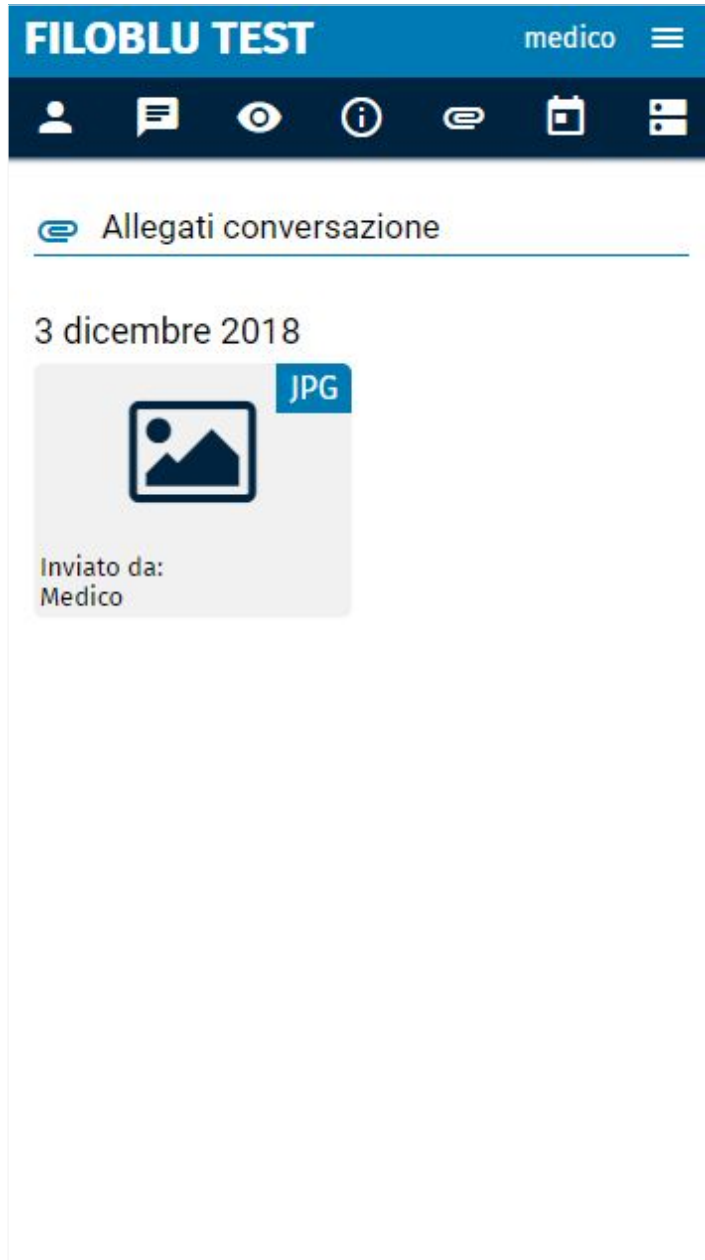 FILOBLU TEST
medico
Allegati conversazione
3 dicembre 2018
JPG
Inviato da:
Medico